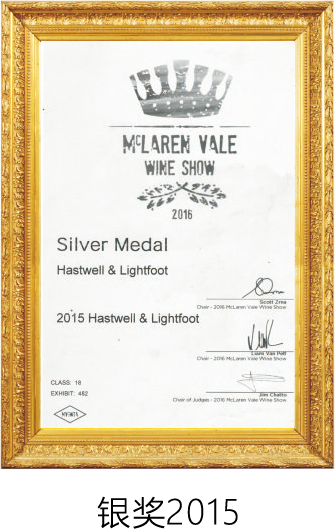 McLAREN VALE
WINE SHOW
2016
Silver Medal
Hastwell & Lightfoot
Scott Zrna
Chair - 2016 McLaren Vale Wine Show
2015 Hastwell & Lightfoot
Liam Van Pelt
Chair - 2016 McLaren Vale Wine Show
CLASS: 16
EXHIBIT: 462
Jim Chatto
Chair of Judges - 2016 McLaren Vale Wine Show
银奖2015